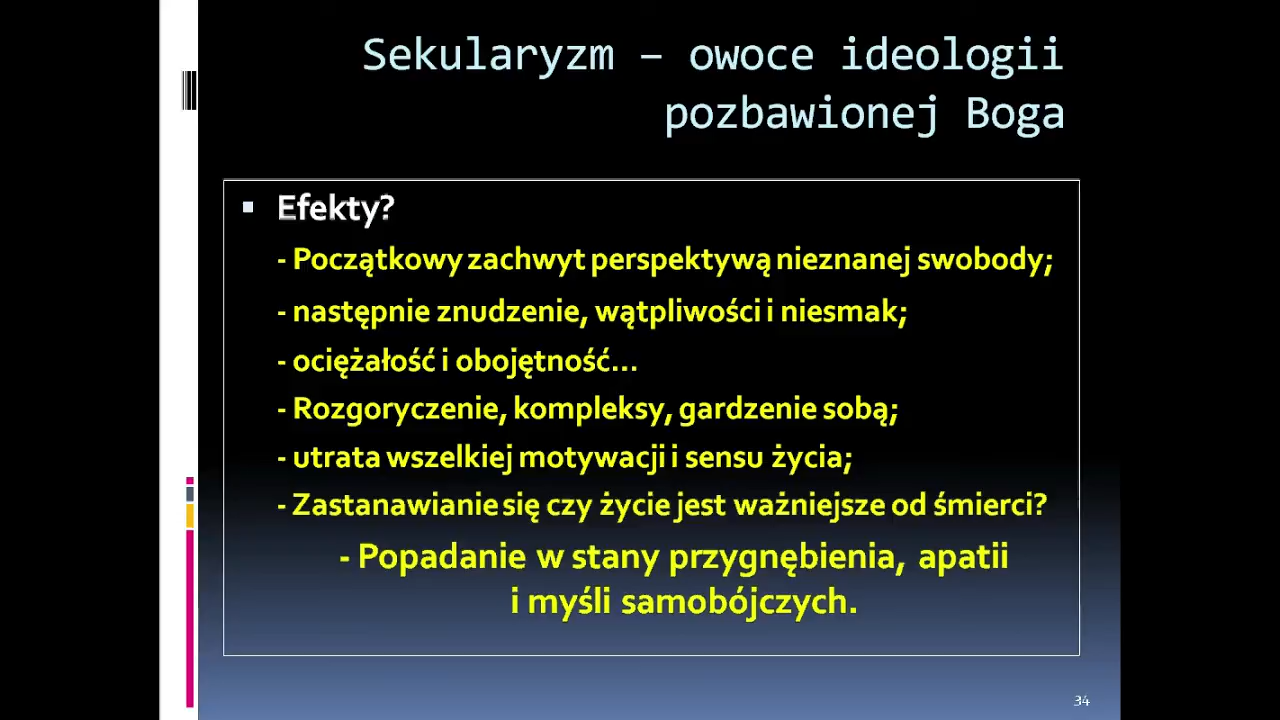 Sekularyzm – owoce ideologii
pozbawionej Boga
▪ Efekty?
- Początkowy zachwyt perspektywą nieznanej swobody;
- następnie znudzenie, wątpliwości i niesmak;
- ociężałość i obojętność...
- Rozgoryczenie, kompleksy, gardzenie sobą;
- utrata wszelkiej motywacji i sensu życia;
- Zastanawianie się czy życie jest ważniejsze od śmierci?
- Popadanie w stany przygnębienia, apatii
i myśli samobójczych.
34